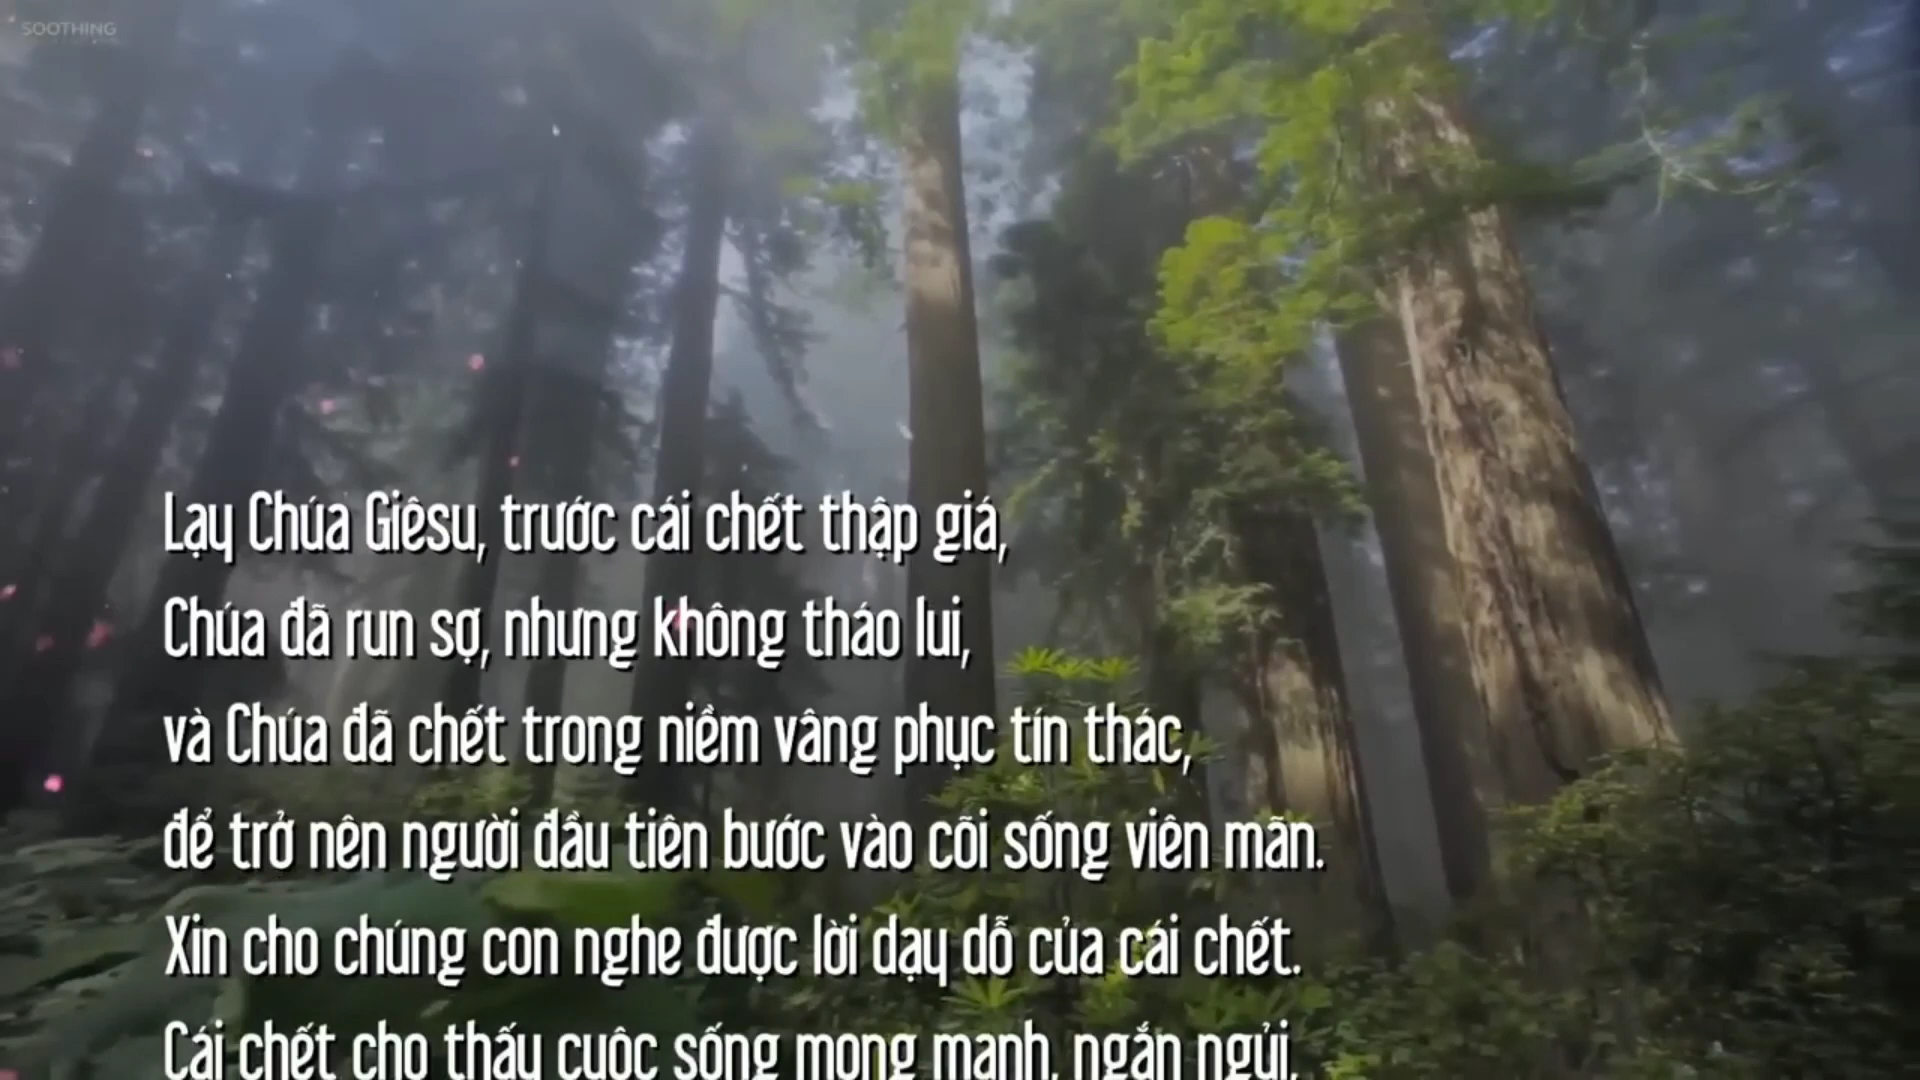 SOOTHING
Lạy Chúa Giêsu, trước cái chết thập giá,
Chúa đã run sợ, nhưng không tháo lui,
và Chúa đã chết trong niềm vâng phục tín thác,
để trở nên người đầu tiên bước vào cõi sống viên mãn.
Xin cho chúng con nghe được lời dạy dỗ của cái chết.
Cái chết cho thấy cuộc sống mong manh, ngắn ngủi,